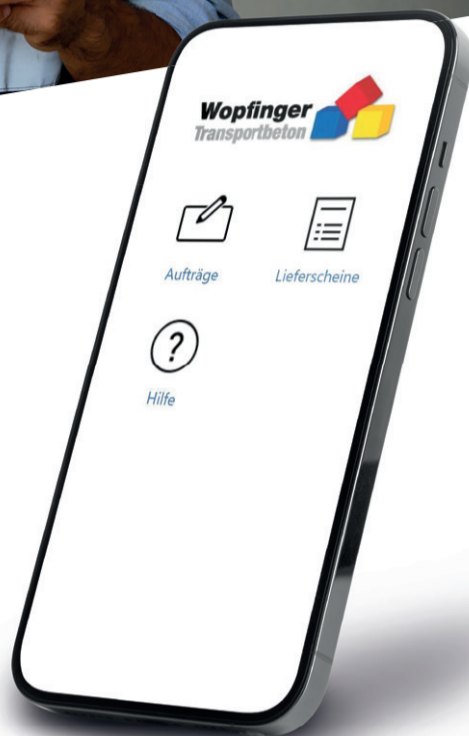 Wopfinger
Transportbeton
Aufträge
Lieferscheine
?
Hilfe